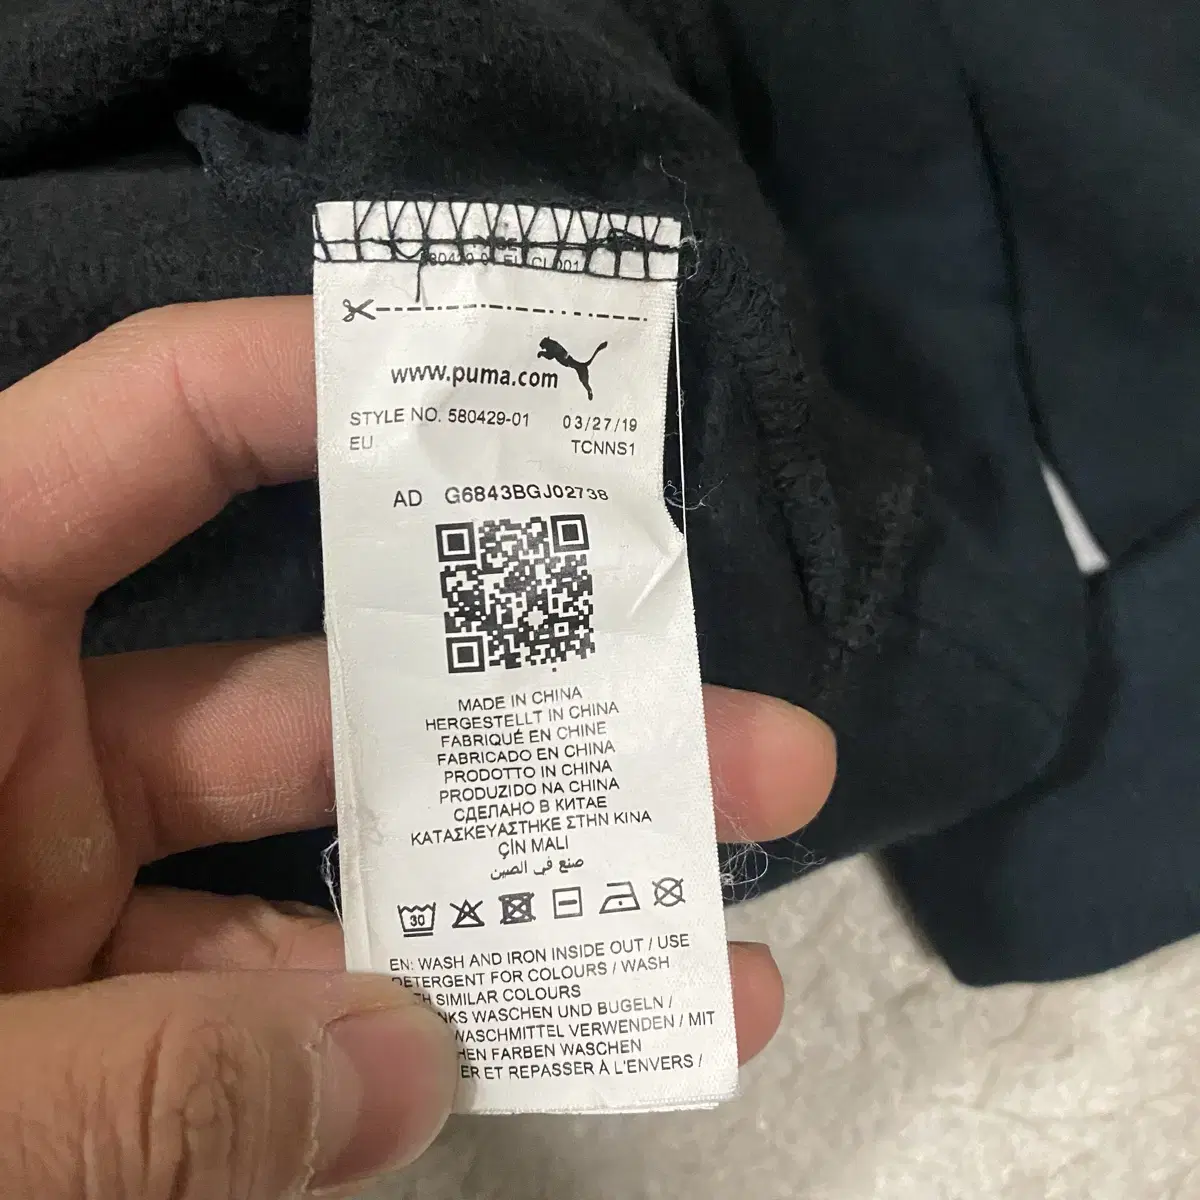 www.puma.com
STYLE NO. 580429-01 03/27/19
EU TCNNS1
AD G6843BGJ02738
MADE IN CHINA
HERGESTELLT IN CHINA
FABRIQUÉ EN CHINE
FABRICADO EN CHINA
PRODOTTO IN CHINA
PRODUZIDO NA CHINA
СДЕЛАНО В КИТАЕ
ΚΑΤΑΣΚΕΥΑΣΤΗΚΕ ΣΤΗΝ ΚΙΝΑ
ÇİN MALI
صنع في الصين
30
EN: WASH AND IRON INSIDE OUT / USE
DETERGENT FOR COLOURS / WASH
SIMILAR COLOURS
WASCHEN UND BUGELN /
WASCHMITTEL VERWENDEN / MIT
FARBEN WASCHEN
ET REPASSER À L'ENVERS /